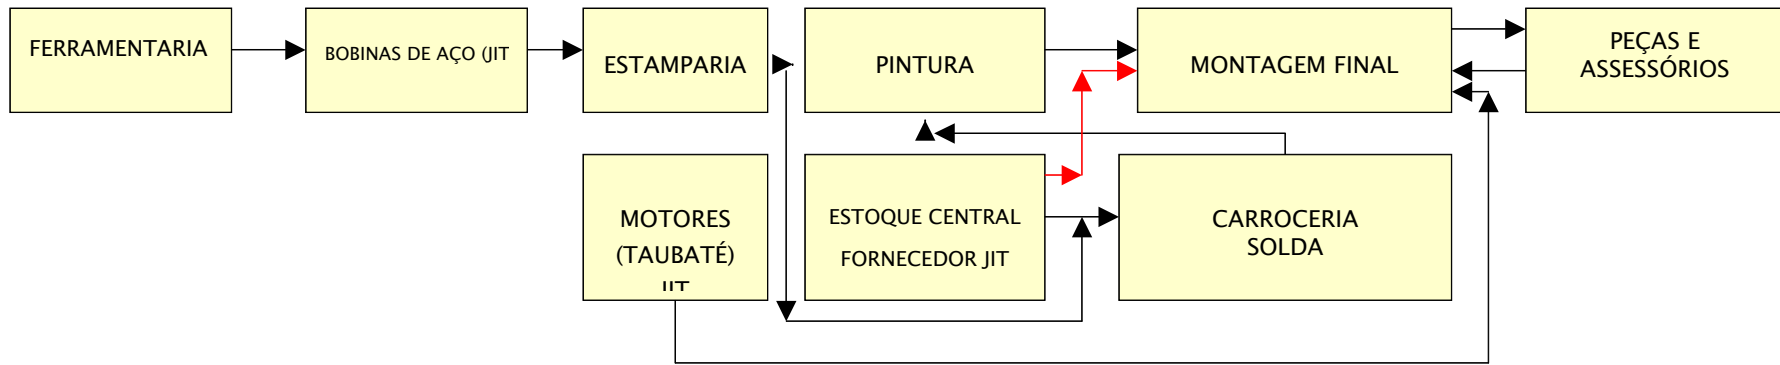 FERRAMENTARIA
BOBINAS DE AÇO (JIT
ESTAMPARIA
PINTURA
MONTAGEM FINAL
PEÇAS E
ASSESSÓRIOS
MOTORES
(TAUBATÉ)
JIT
ESTOQUE CENTRAL
FORNECEDOR JIT
CARROCERIA
SOLDA